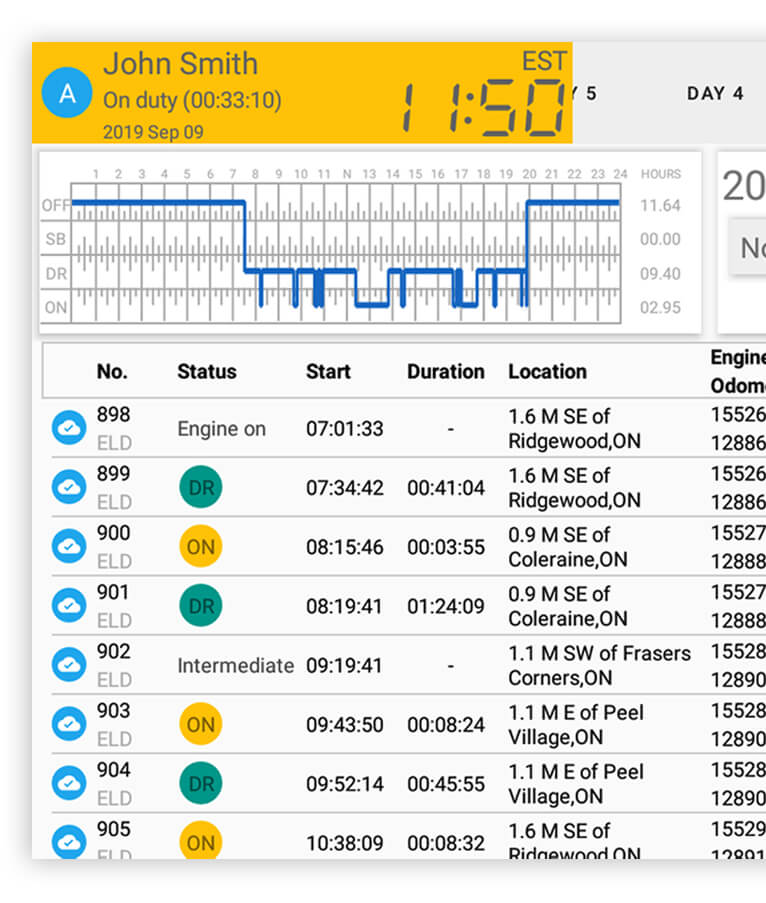 John Smith
EST
A
On duty (00:33:10)
11:50
5
DAY 4
2019 Sep 09
1 2 3 4 5 6 7 8 9 10 11 N 13 14 15 16 17 18 19 20 21 22 23 24 HOURS
OFF 11.64
SB 00.00
DR 09.40
ON 02.95
20
No. Status Start Duration Location
898 ELD Engine on 07:01:33 - 1.6 M SE of
Ridgewood,ON
15526
12886
899 ELD DR 07:34:42 00:41:04 1.6 M SE of
Ridgewood,ON
15526
12886
900 ELD ON 08:15:46 00:03:55 0.9 M SE of
Coleraine,ON
15527
12888
901 ELD DR 08:19:41 01:24:09 0.9 M SE of
Coleraine,ON
15527
12888
902 ELD Intermediate 09:19:41 - 1.1 M SW of Frasers
Corners,ON
15528
12890
903 ELD ON 09:43:50 00:08:24 1.1 M E of Peel
Village,ON
15528
12890
904 ELD DR 09:52:14 00:45:55 1.1 M E of Peel
Village,ON
15528
12890
905 ELD ON 10:38:09 00:08:32 1.6 M SE of
Ridgewood,ON
15529
12891